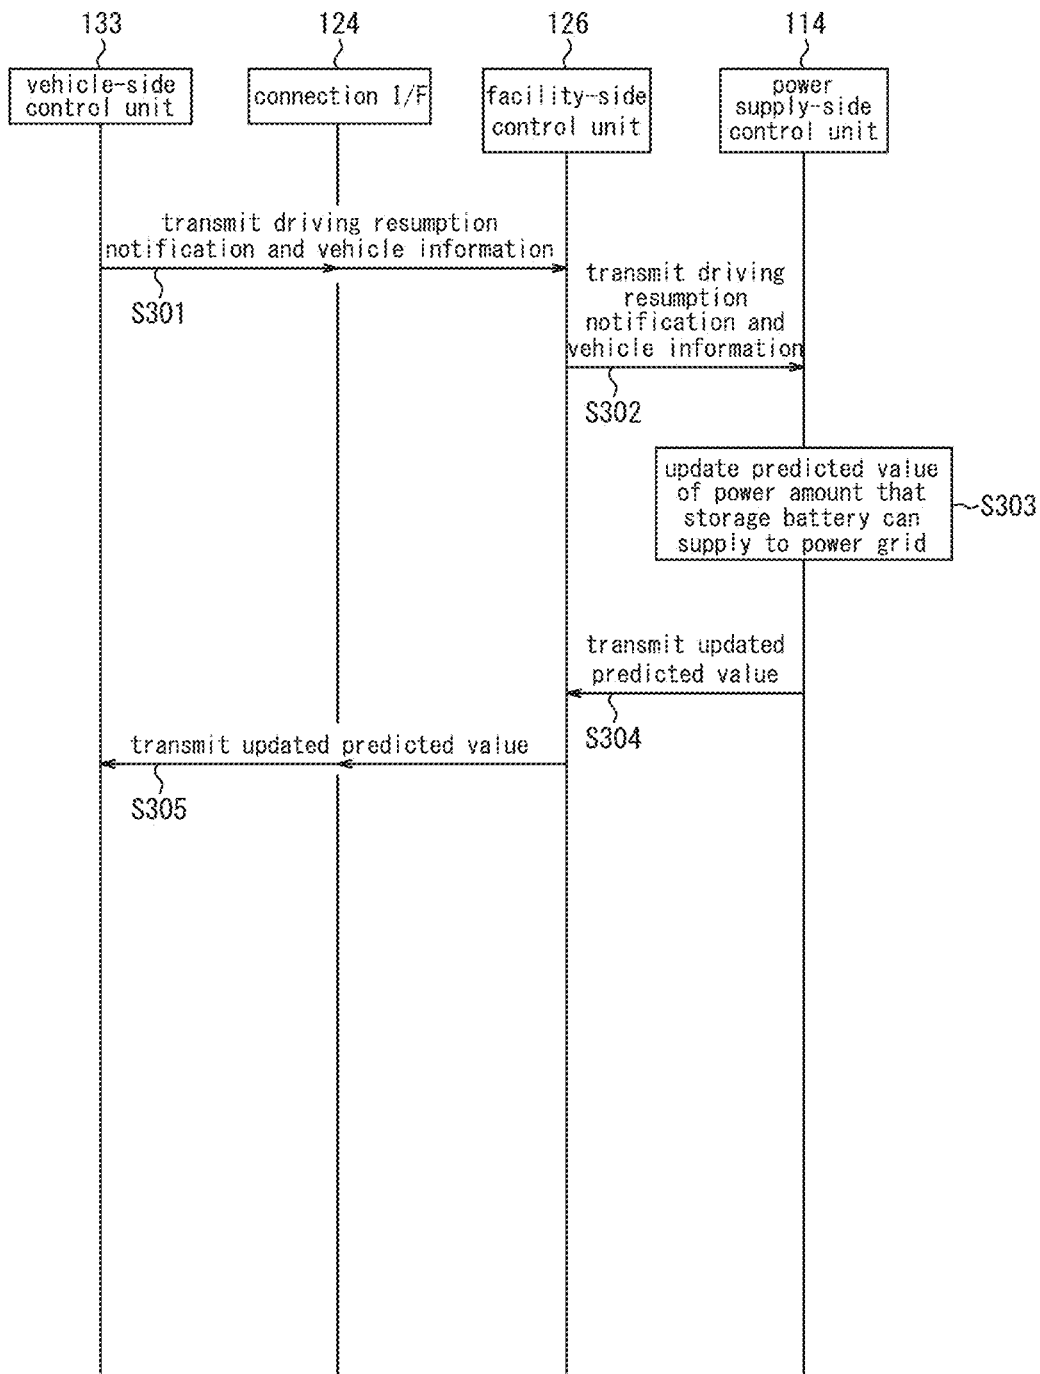 133
124
126
114
vehicle-side
control unit
connection I/F
facility-side
control unit
power
supply-side
control unit
transmit driving resumption
notification and vehicle information
S301
transmit driving
resumption
notification and
vehicle information
S302
update predicted value
of power amount that
storage battery can
supply to power grid
S303
transmit updated
predicted value
S304
transmit updated predicted value
S305